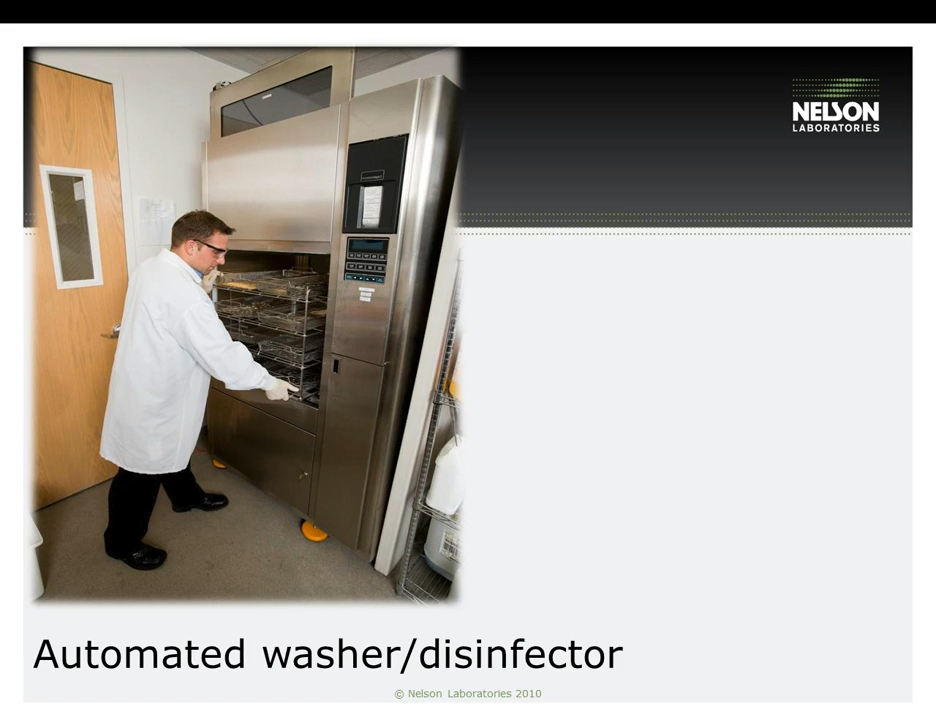 NELSON
LABORATORIES
Automated washer/disinfector
© Nelson Laboratories 2010